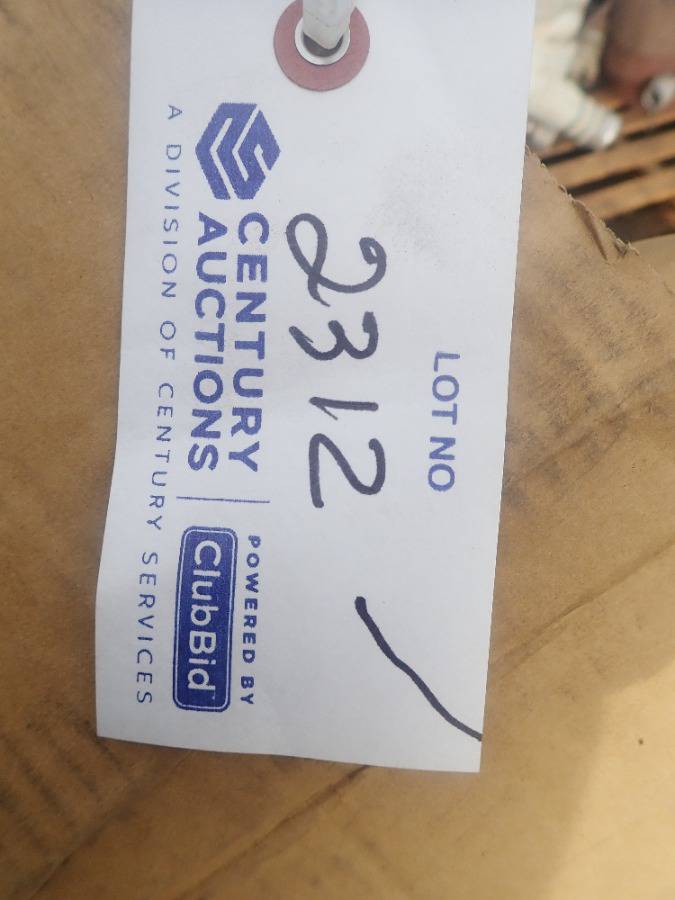 LOT NO
2312
CENTURY
AUCTIONS
POWERED BY
ClubBid
A DIVISION OF CENTURY SERVICES